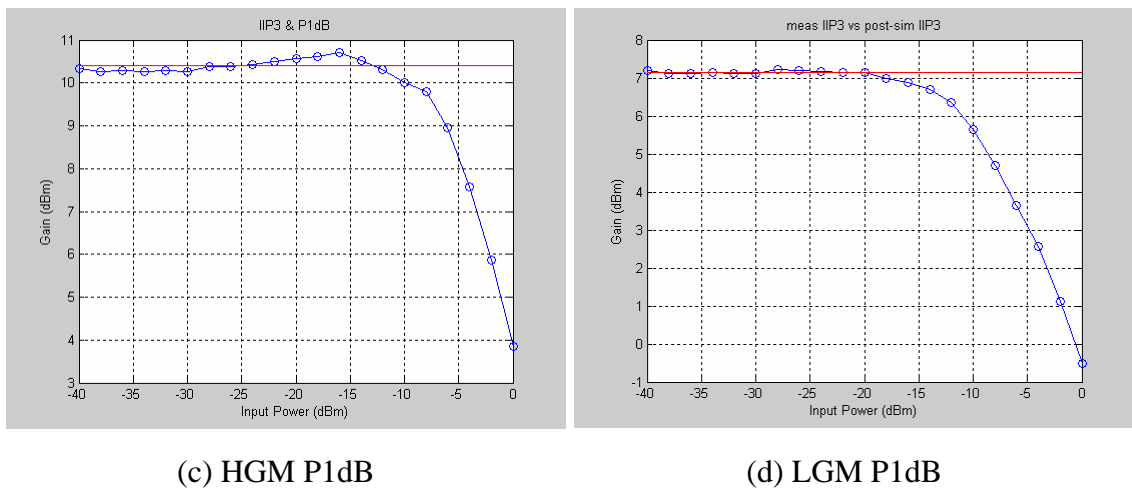 IIP3 & P1dB
11
10
9
8
7
6
5
4
3
Gain (dBm)
-40 -35 -30 -25 -20 -15 -10 -5 0
Input Power (dBm)
(c) HGM P1dB
meas IIP3 vs post-sim IIP3
8
7
6
5
4
3
2
1
0
-1
Gain (dBm)
-40 -35 -30 -25 -20 -15 -10 -5 0
Input Power (dBm)
(d) LGM P1dB